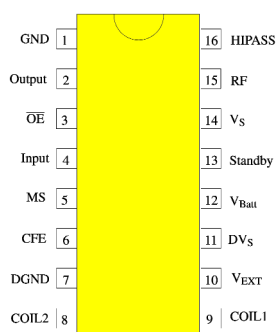 GND 1 16 HIPASS
Output 2 15 RF
O̅E̅ 3 14 VS
Input 4 13 Standby
MS 5 12 VBatt
CFE 6 11 DVS
DGND 7 10 VEXT
COIL2 8 9 COIL1